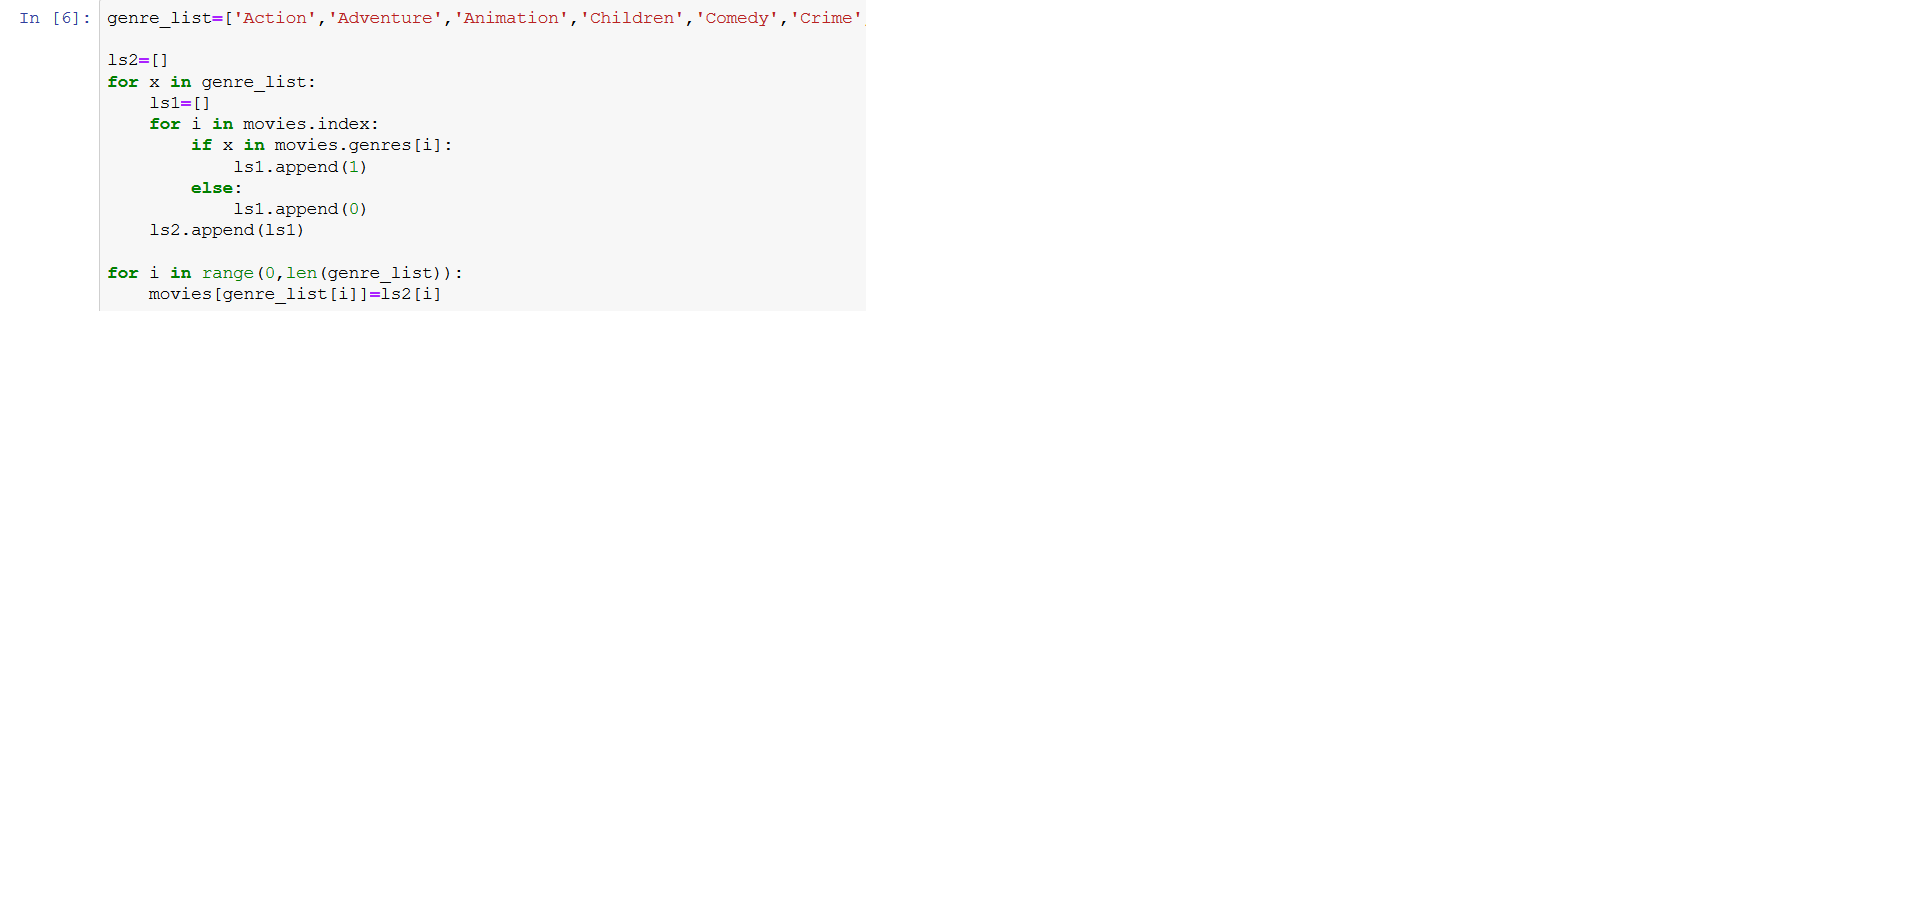 In [6]: genre_list=['Action','Adventure','Animation','Children','Comedy','Crime'
ls2=[]
for x in genre_list:
    ls1=[]
    for i in movies.index:
        if x in movies.genres[i]:
            ls1.append(1)
        else:
            ls1.append(0)
    ls2.append(ls1)
for i in range(0,len(genre_list)):
    movies[genre_list[i]]=ls2[i]